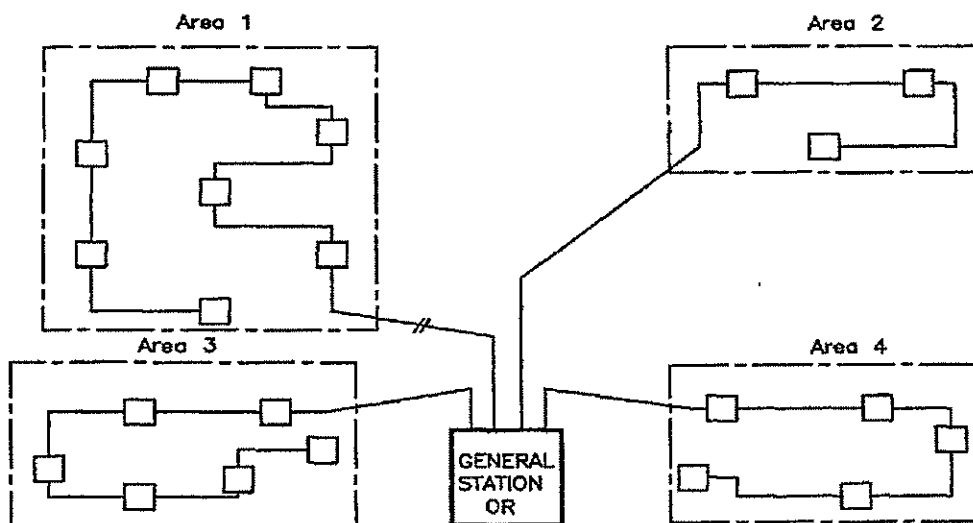 Area 1
Area 2
Area 3
Area 4
GENERAL
STATION
OR